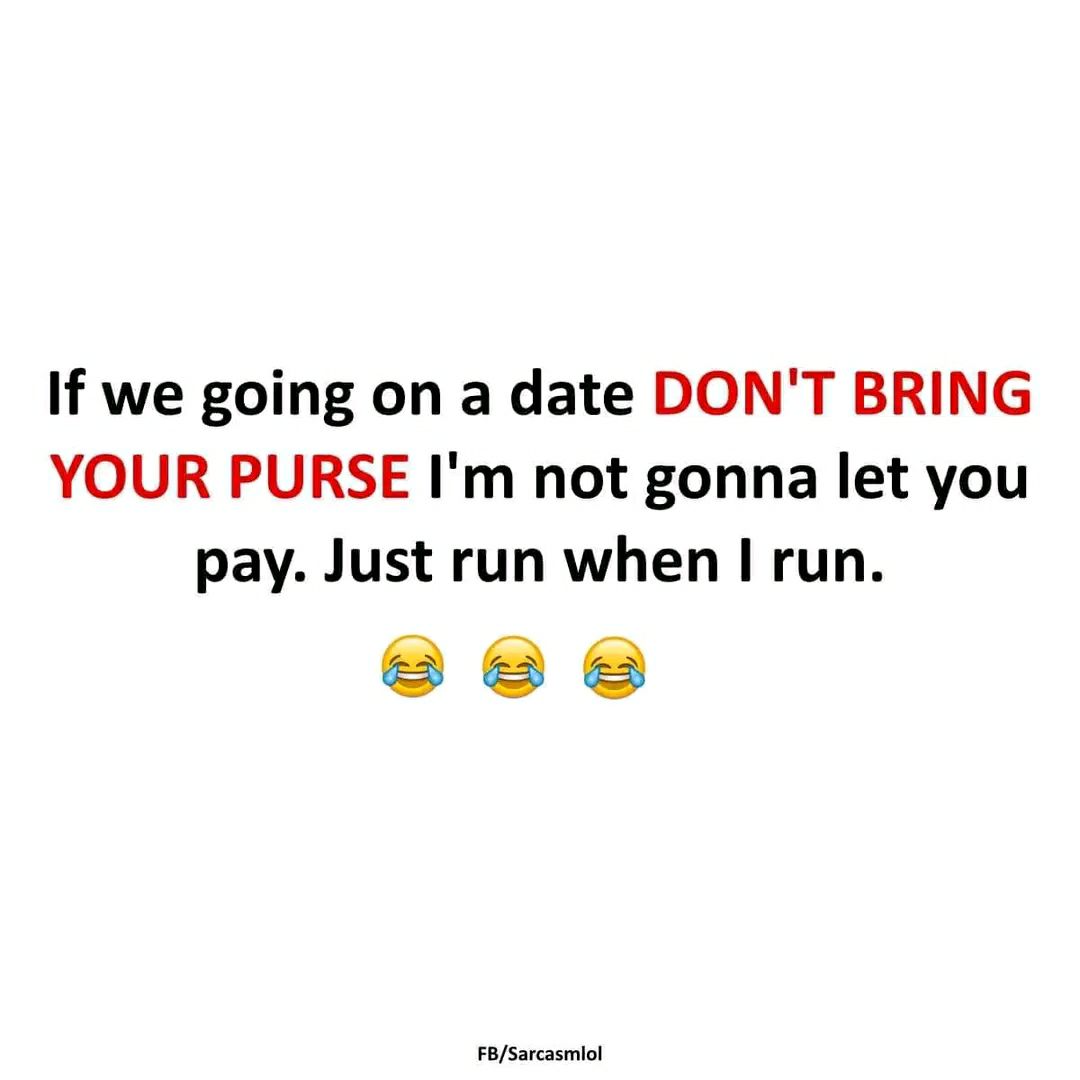 If we going on a date DON'T BRING
YOUR PURSE I'm not gonna let you
pay. Just run when I run.
😂 😂 😂
FB/Sarcasmlol